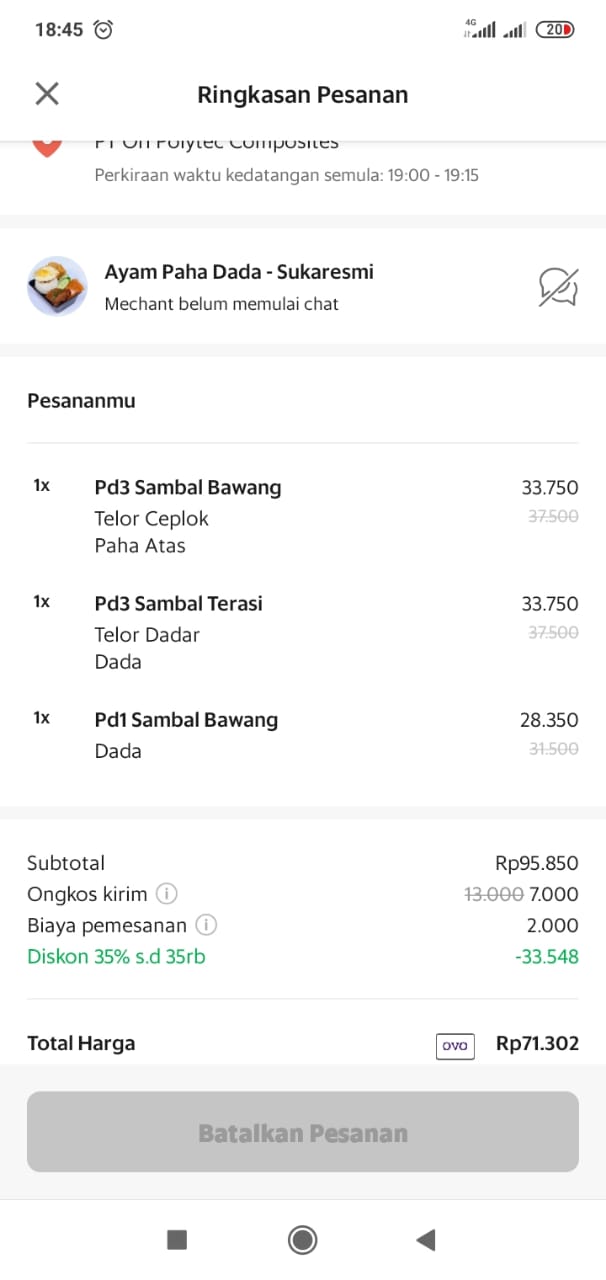 18:45
4G
20
Ringkasan Pesanan
PT Ori Polytec Composites
Perkiraan waktu kedatangan semula: 19:00 - 19:15
Ayam Paha Dada - Sukaresmi
Mechant belum memulai chat
Pesananmu
1x Pd3 Sambal Bawang 33.750
Telor Ceplok 37.500
Paha Atas
1x Pd3 Sambal Terasi 33.750
Telor Dadar 37.500
Dada
1x Pd1 Sambal Bawang 28.350
Dada 31.500
Subtotal Rp95.850
Ongkos kirim 13.000 7.000
Biaya pemesanan 2.000
Diskon 35% s.d 35rb -33.548
Total Harga OVO Rp71.302
Batalkan Pesanan